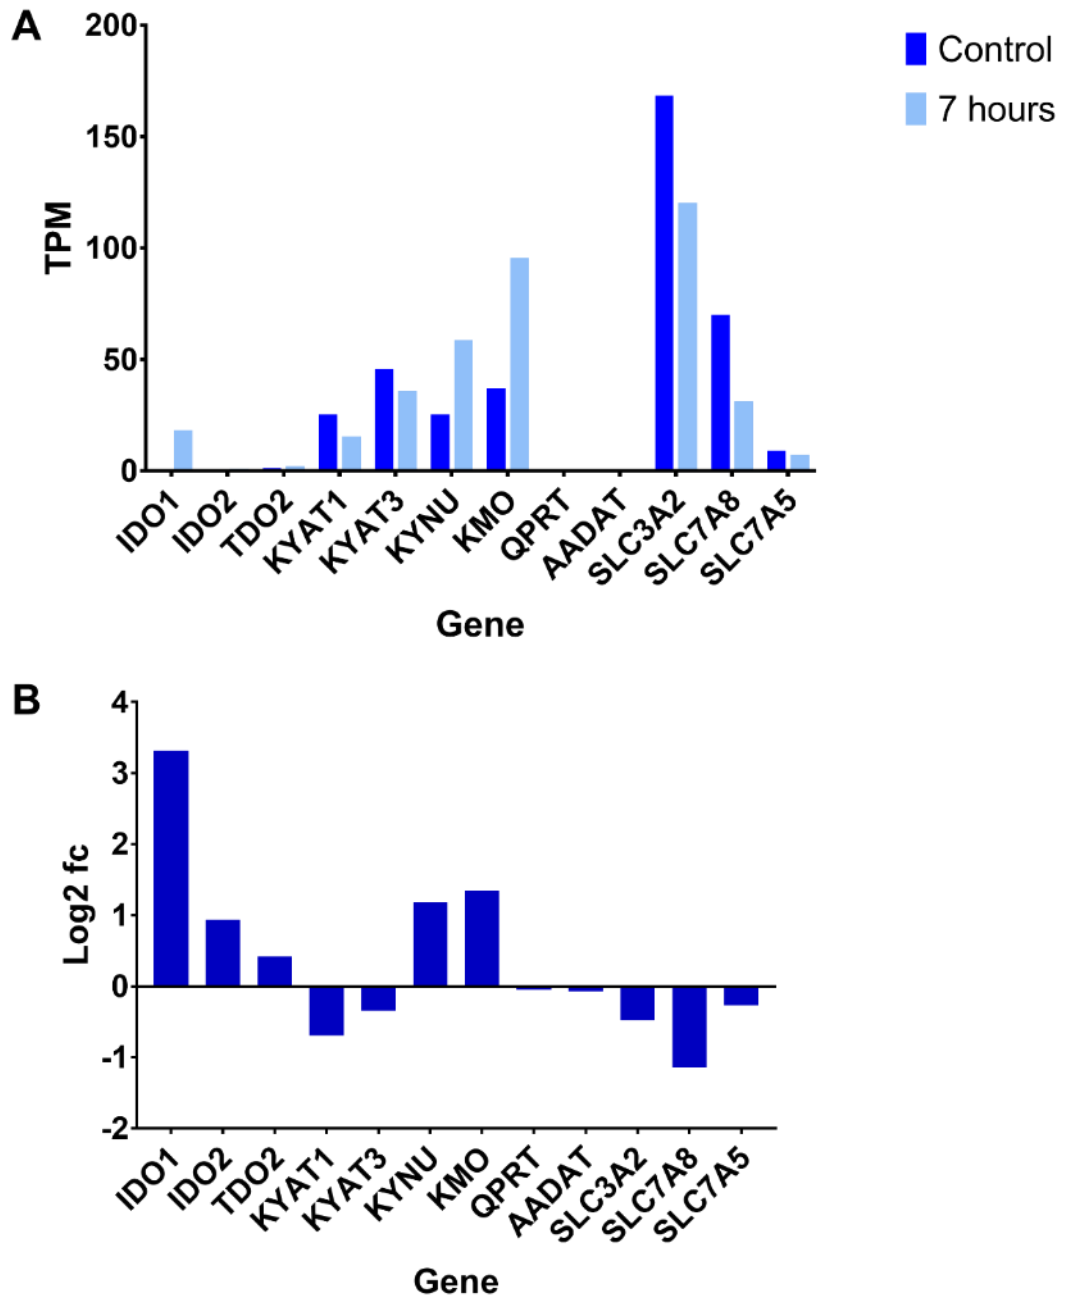 A
200
150
100
50
0
TPM
Control
7 hours
IDO1
IDO2
TDO2
KYAT1
KYAT3
KYNU
KMO
QPRT
AADAT
SLC3A2
SLC7A8
SLC7A5
Gene
B
4
3
2
1
0
-1
-2
Log2 fc
IDO1
IDO2
TDO2
KYAT1
KYAT3
KYNU
KMO
QPRT
AADAT
SLC3A2
SLC7A8
SLC7A5
Gene